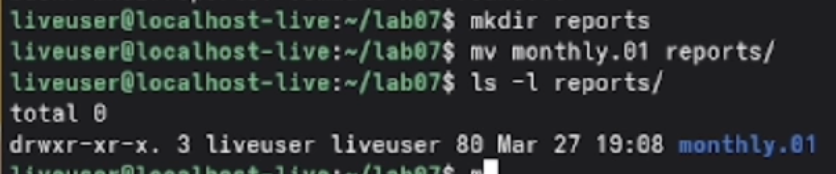 liveuser@localhost-live:~/lab07$ mkdir reports
liveuser@localhost-live:~/lab07$ mv monthly.01 reports/
liveuser@localhost-live:~/lab07$ ls -l reports/
total 0
drwxr-xr-x. 3 liveuser liveuser 80 Mar 27 19:08 monthly.01
liveuser@localhost-live:~/lab07$